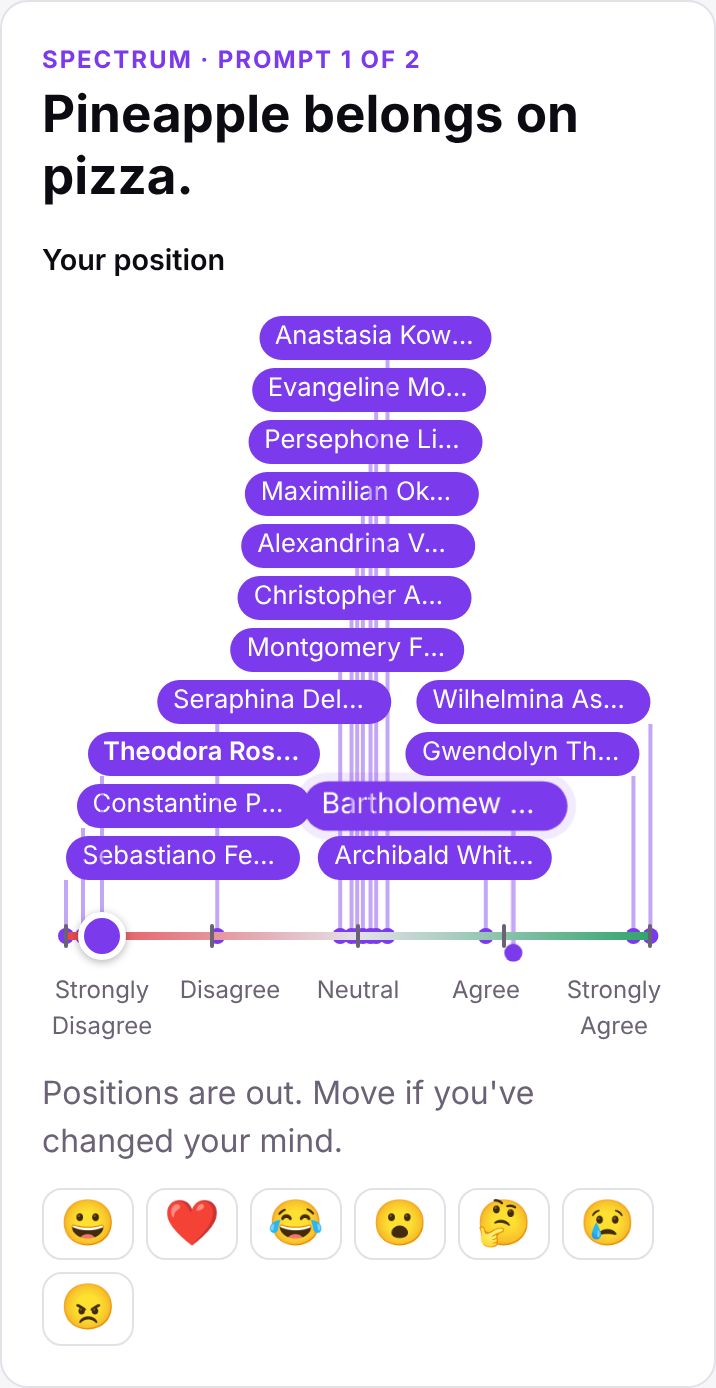 SPECTRUM · PROMPT 1 OF 2
Pineapple belongs on
pizza.
Your position
Anastasia Kow...
Evangeline Mo...
Persephone Li...
Maximilian Ok...
Alexandrina V...
Christopher A...
Montgomery F...
Seraphina Del...
Wilhelmina As...
Theodora Ros...
Gwendolyn Th...
Constantine P...
Bartholomew ...
Sebastiano Fe...
Archibald Whit...
Strongly Disagree
Disagree
Neutral
Agree
Strongly Agree
Positions are out. Move if you've
changed your mind.